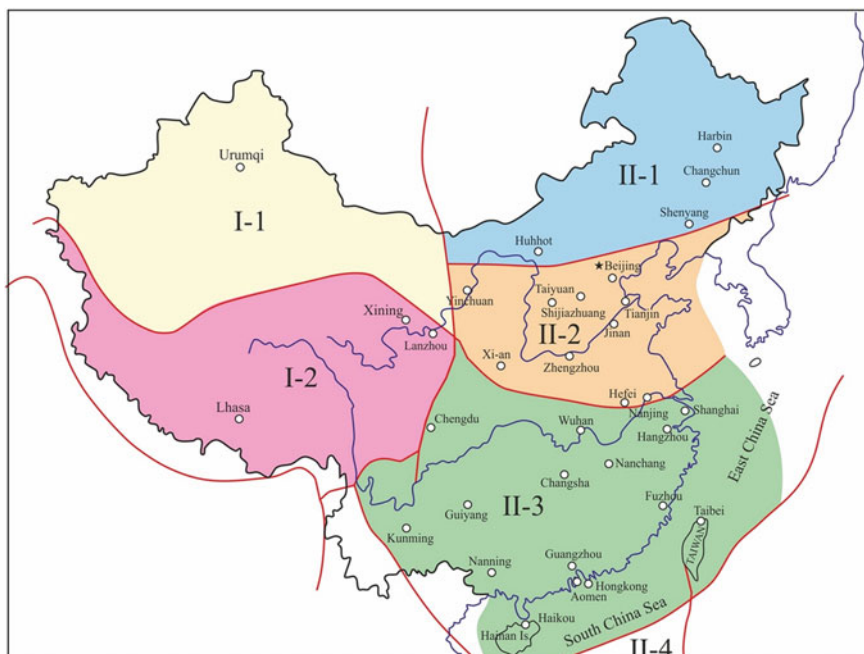 Harbin
Urumqi
II-1
Changchun
I-1
Shenyang
Huhhot
★Beijing
Yinchuan
Taiyuan
Xining
Shijiazhuang
Tianjin
Lanzhou
II-2
Jinan
Xi-an
Zhengzhou
I-2
Hefei
Lhasa
Nanjing
Shanghai
Chengdu
Wuhan
Hangzhou
East China Sea
Nanchang
Changsha
Fuzhou
Guiyang
II-3
Taibei
Kunming
TAIWAN
Guangzhou
Nanning
Hongkong
Aomen
Haikou
South China Sea
Hainan Is.
II-4